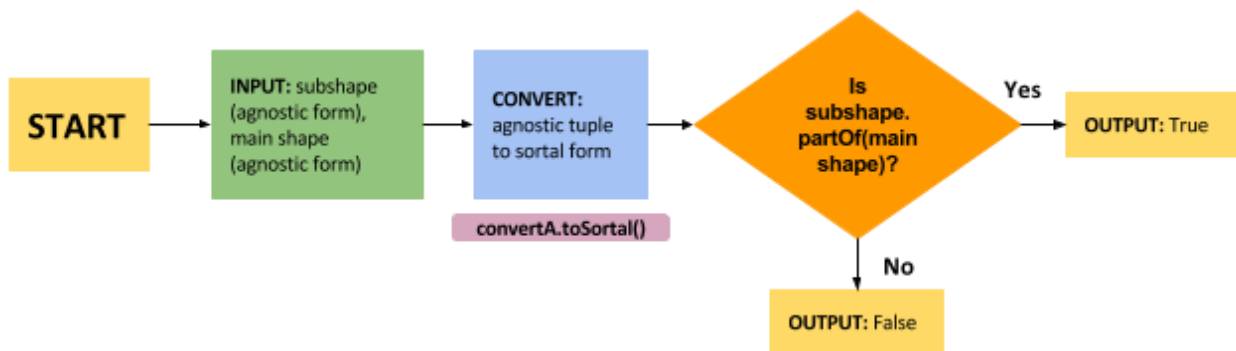 START
INPUT: subshape
(agnostic form),
main shape
(agnostic form)
CONVERT:
agnostic tuple
to sortal form
convertA.toSortal()
Is
subshape.
partOf(main
shape)?
Yes
OUTPUT: True
No
OUTPUT: False